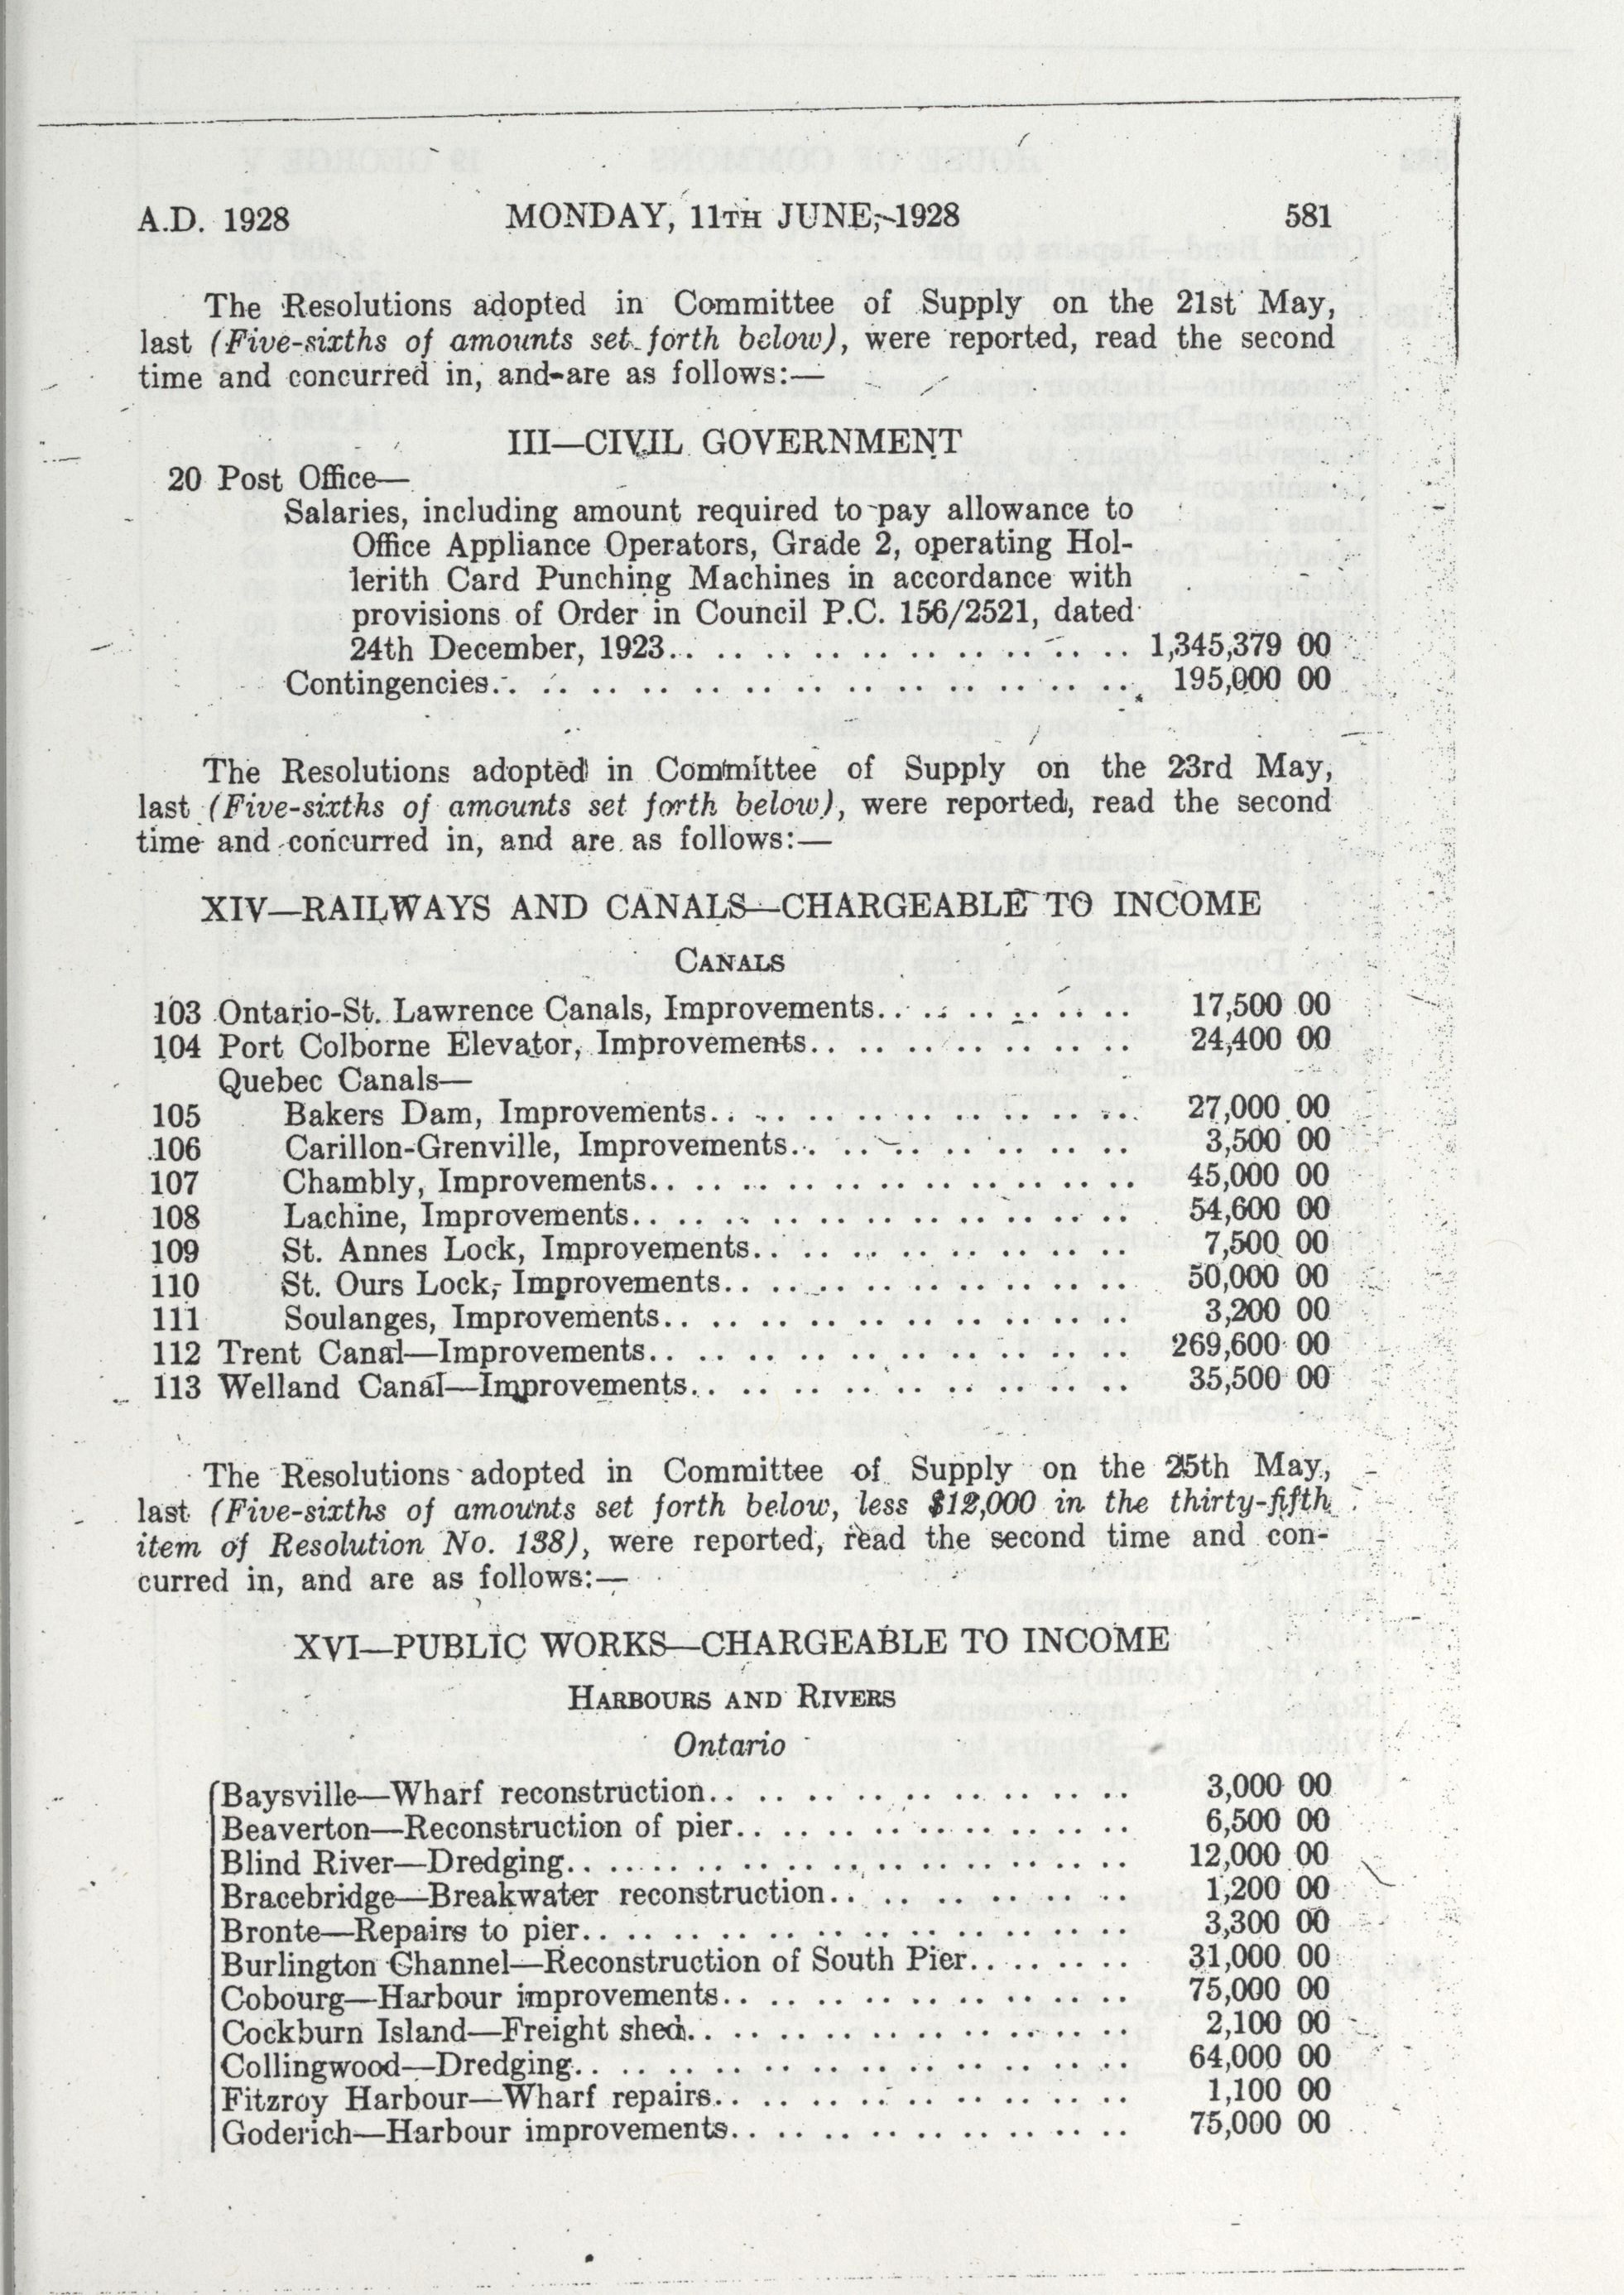 A.D. 1928 MONDAY, 11TH JUNE, 1928 581
The Resolutions adopted in Committee of Supply on the 21st May,
last (Five-sixths of amounts set forth below), were reported, read the second
time and concurred in, and are as follows:—
III—CIVIL GOVERNMENT
20 Post Office—
Salaries, including amount required to pay allowance to
Office Appliance Operators, Grade 2, operating Hol-
lerith Card Punching Machines in accordance with
provisions of Order in Council P.C. 156/2521, dated
24th December, 1923.. .. .. .. .. .. .. .. .. 1,345,379 00
Contingencies.. .. .. .. .. .. .. .. .. .. .. .. 195,000 00
The Resolutions adopted in Committee of Supply on the 23rd May,
last (Five-sixths of amounts set forth below), were reported, read the second
time and concurred in, and are as follows:—
XIV—RAILWAYS AND CANALS—CHARGEABLE TO INCOME
CANALS
103 Ontario-St. Lawrence Canals, Improvements.. .. .. .. .. 17,500 00
104 Port Colborne Elevator, Improvements.. .. .. .. .. .. 24,400 00
Quebec Canals—
105 Bakers Dam, Improvements.. .. .. .. .. .. .. .. 27,000 00
106 Carillon-Grenville, Improvements.. .. .. .. .. .. .. 3,500 00
107 Chambly, Improvements.. .. .. .. .. .. .. .. .. 45,000 00
108 Lachine, Improvements.. .. .. .. .. .. .. .. .. 54,600 00
109 St. Annes Lock, Improvements.. .. .. .. .. .. .. 7,500 00
110 St. Ours Lock, Improvements.. .. .. .. .. .. .. .. 50,000 00
111 Soulanges, Improvements.. .. .. .. .. .. .. .. .. 3,200 00
112 Trent Canal—Improvements.. .. .. .. .. .. .. .. .. 269,600 00
113 Welland Canal—Improvements.. .. .. .. .. .. .. .. 35,500 00
The Resolutions adopted in Committee of Supply on the 25th May,
last (Five-sixths of amounts set forth below, less $12,000 in the thirty-fifth
item of Resolution No. 138), were reported, read the second time and con-
curred in, and are as follows:—
XVI—PUBLIC WORKS—CHARGEABLE TO INCOME
HARBOURS AND RIVERS
Ontario
Baysville—Wharf reconstruction.. .. .. .. .. .. .. .. 3,000 00
Beaverton—Reconstruction of pier.. .. .. .. .. .. .. .. 6,500 00
Blind River—Dredging.. .. .. .. .. .. .. .. .. .. .. 12,000 00
Bracebridge—Breakwater reconstruction.. .. .. .. .. .. 1,200 00
Bronte—Repairs to pier.. .. .. .. .. .. .. .. .. .. .. 3,300 00
Burlington Channel—Reconstruction of South Pier.. .. .. .. 31,000 00
Cobourg—Harbour improvements.. .. .. .. .. .. .. .. 75,000 00
Cockburn Island—Freight shed.. .. .. .. .. .. .. .. .. 2,100 00
Collingwood—Dredging.. .. .. .. .. .. .. .. .. .. .. 64,000 00
Fitzroy Harbour—Wharf repairs.. .. .. .. .. .. .. .. 1,100 00
Goderich—Harbour improvements.. .. .. .. .. .. .. .. 75,000 00